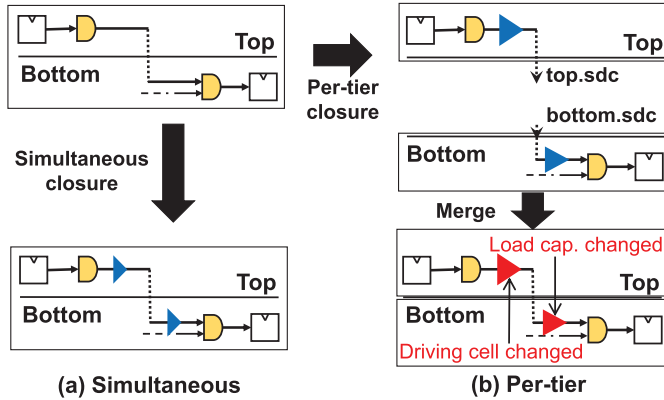 Top
Bottom
Per-tier
closure
Top
top.sdc
bottom.sdc
Bottom
Simultaneous
closure
Merge
Load cap. changed
Top
Bottom
Top
Bottom
Driving cell changed
(a) Simultaneous
(b) Per-tier